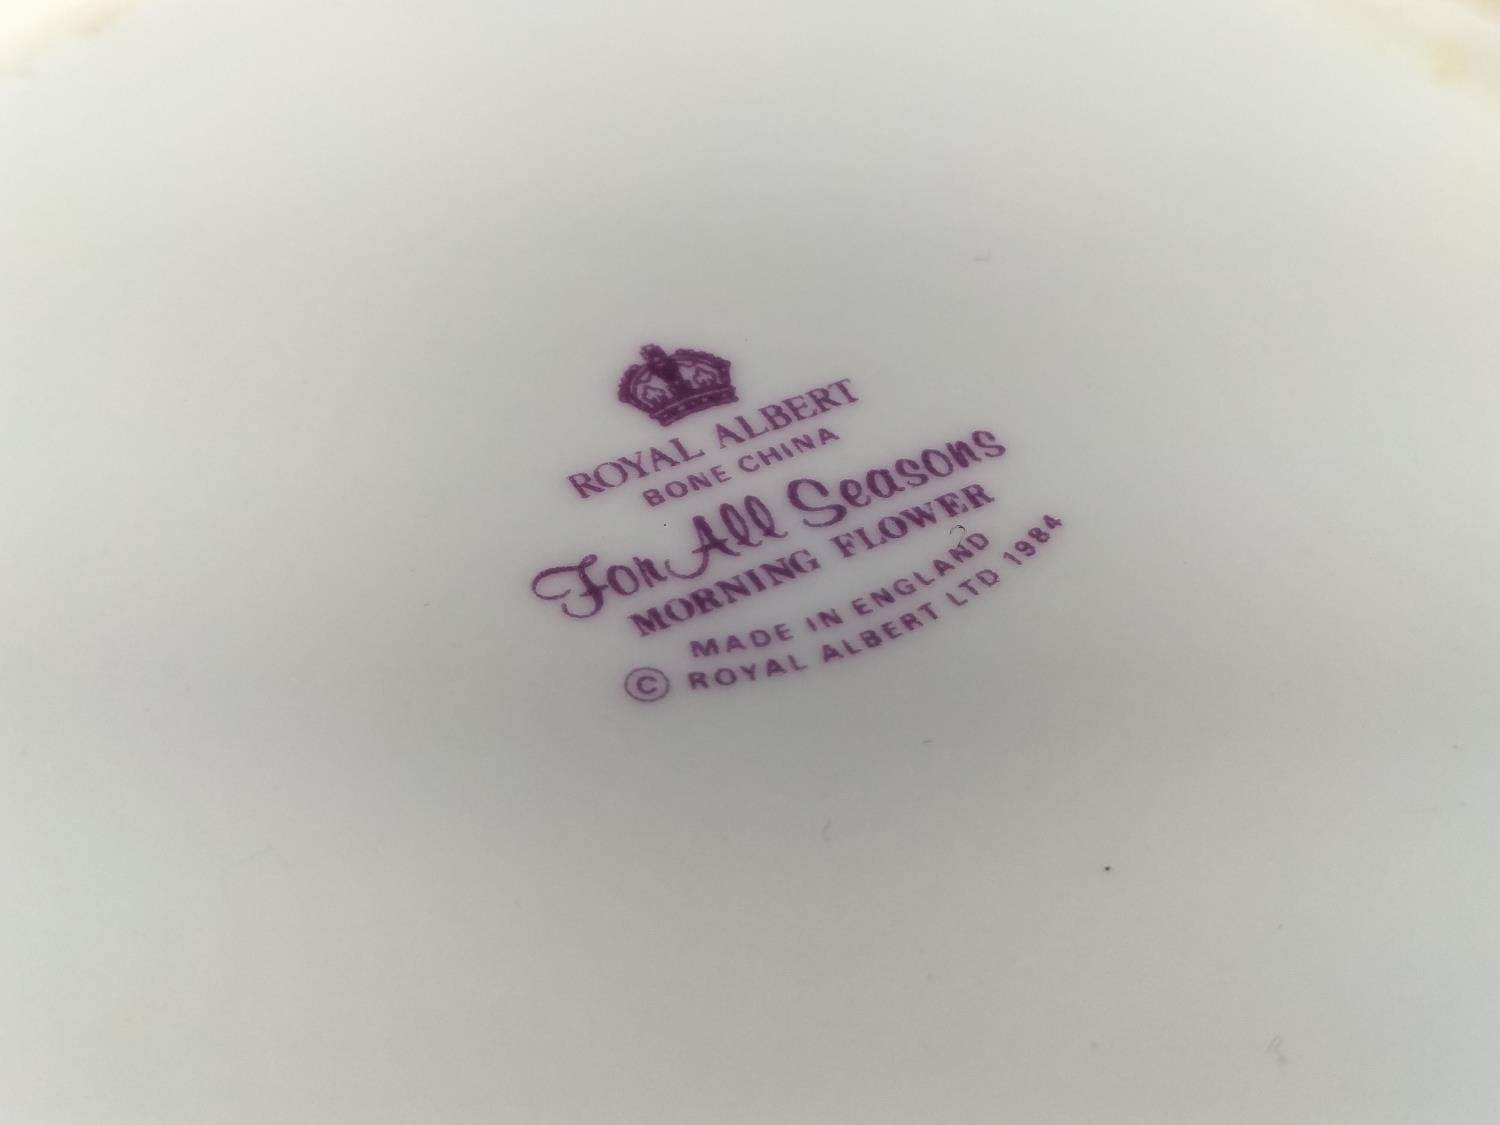 ROYAL ALBERT
BONE CHINA
For All Seasons
MORNING FLOWER
MADE IN ENGLAND
© ROYAL ALBERT LTD 1984